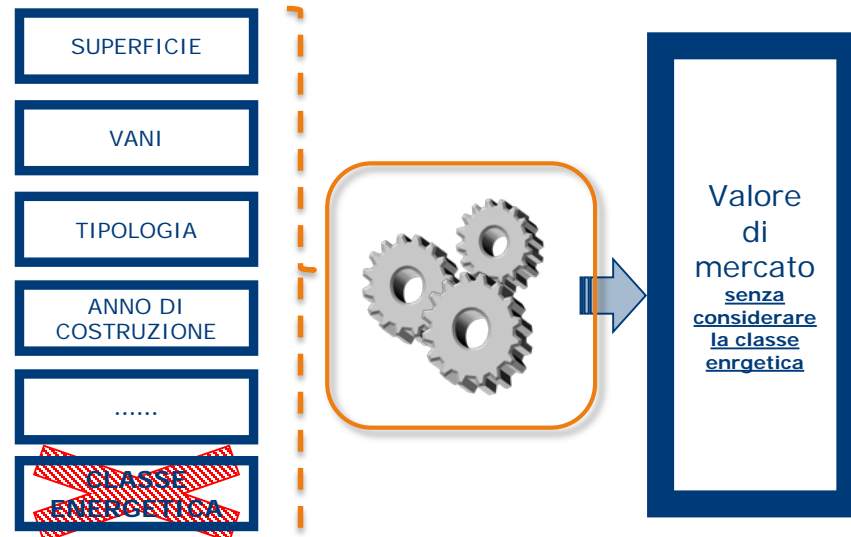 SUPERFICIE
VANI
TIPOLOGIA
ANNO DI
COSTRUZIONE
......
CLASSE
ENERGETICA
Valore
di
mercato
senza
considerare
la classe
enrgetica